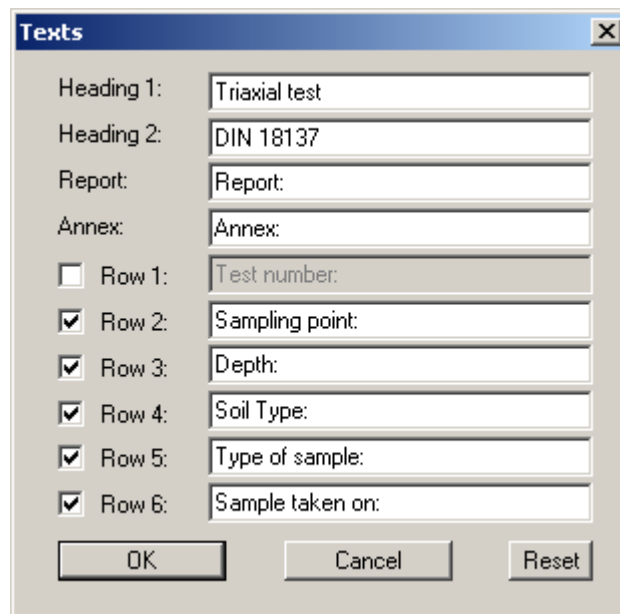 Texts
Heading 1: Triaxial test
Heading 2: DIN 18137
Report: Report:
Annex: Annex:
Row 1: Test number:
Row 2: Sampling point:
Row 3: Depth:
Row 4: Soil Type:
Row 5: Type of sample:
Row 6: Sample taken on:
OK Cancel Reset